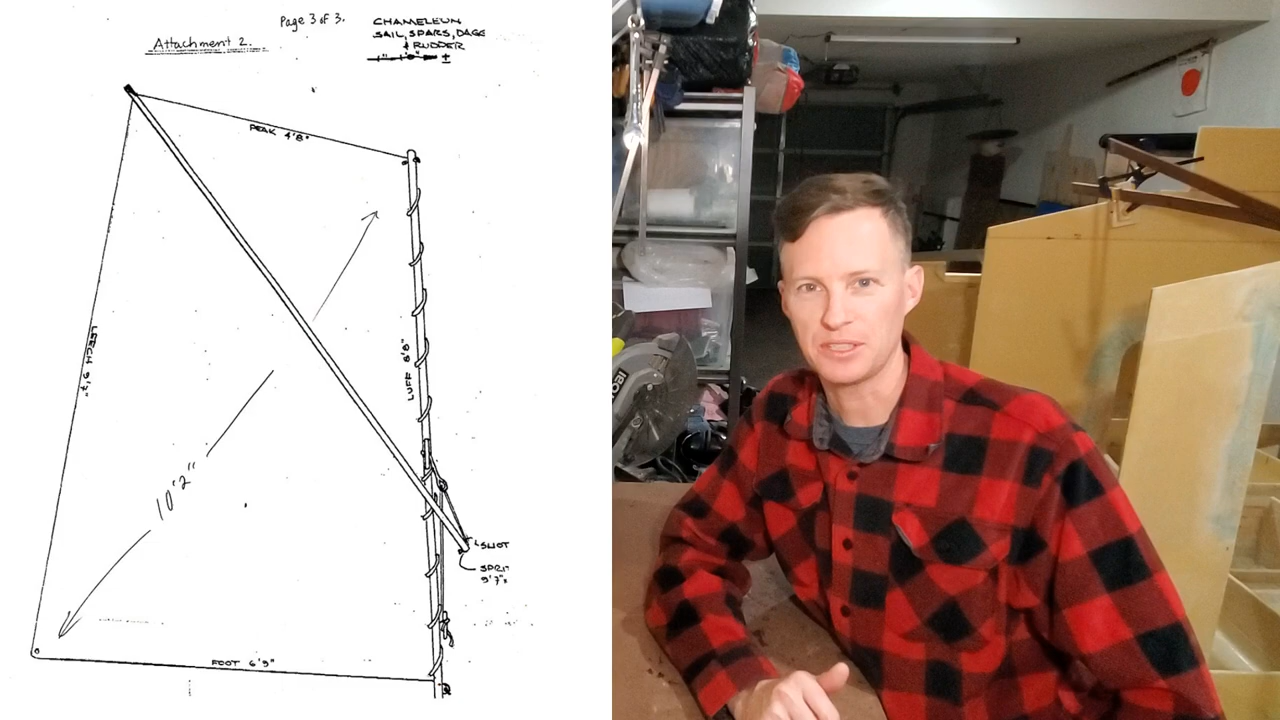 Page 3 of 3.
Attachment 2.
CHAMELEON
SAIL, SPARS, DAGG
& RUDDER
PEAK 4'8"
LEECH 9'7"
LUFF 8'8"
10'2"
SLOT
SPRIT
9'7"
FOOT 6'9"
RYOBI